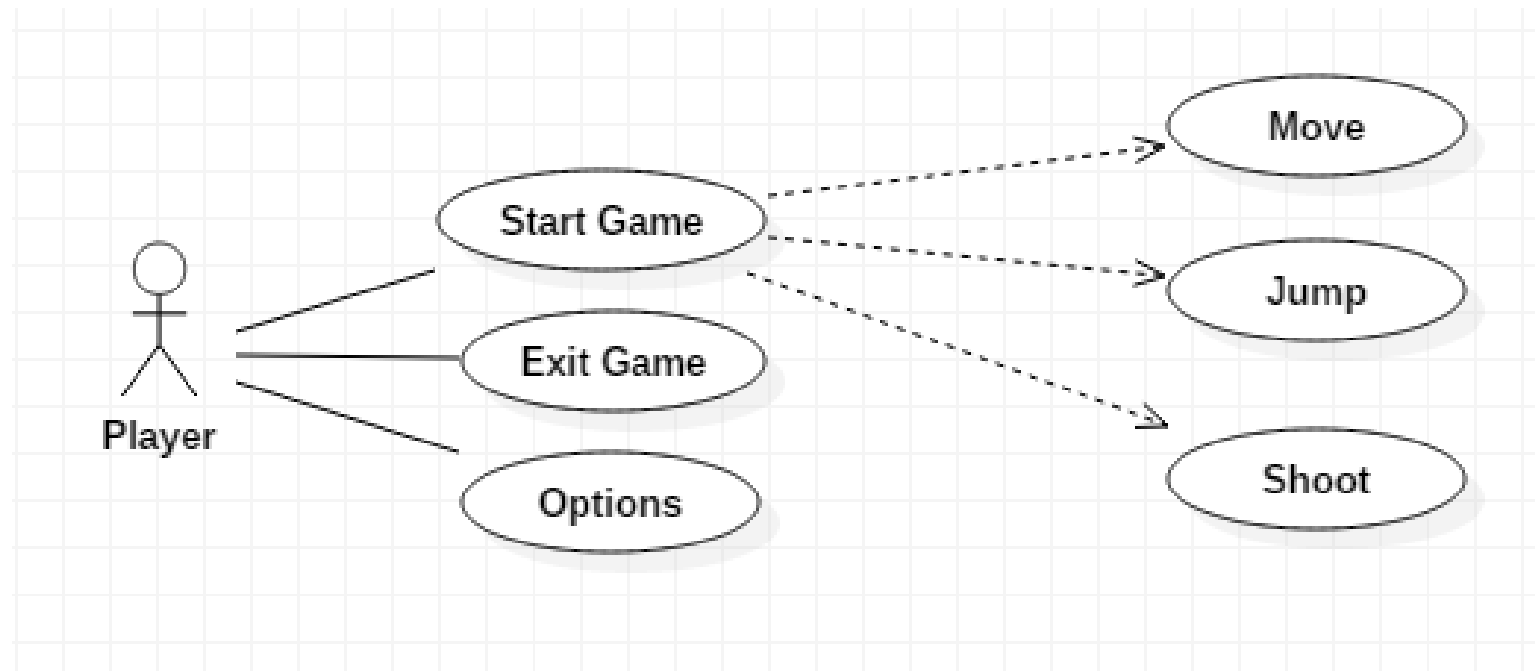 Move
Start Game
Jump
Exit Game
Player
Shoot
Options